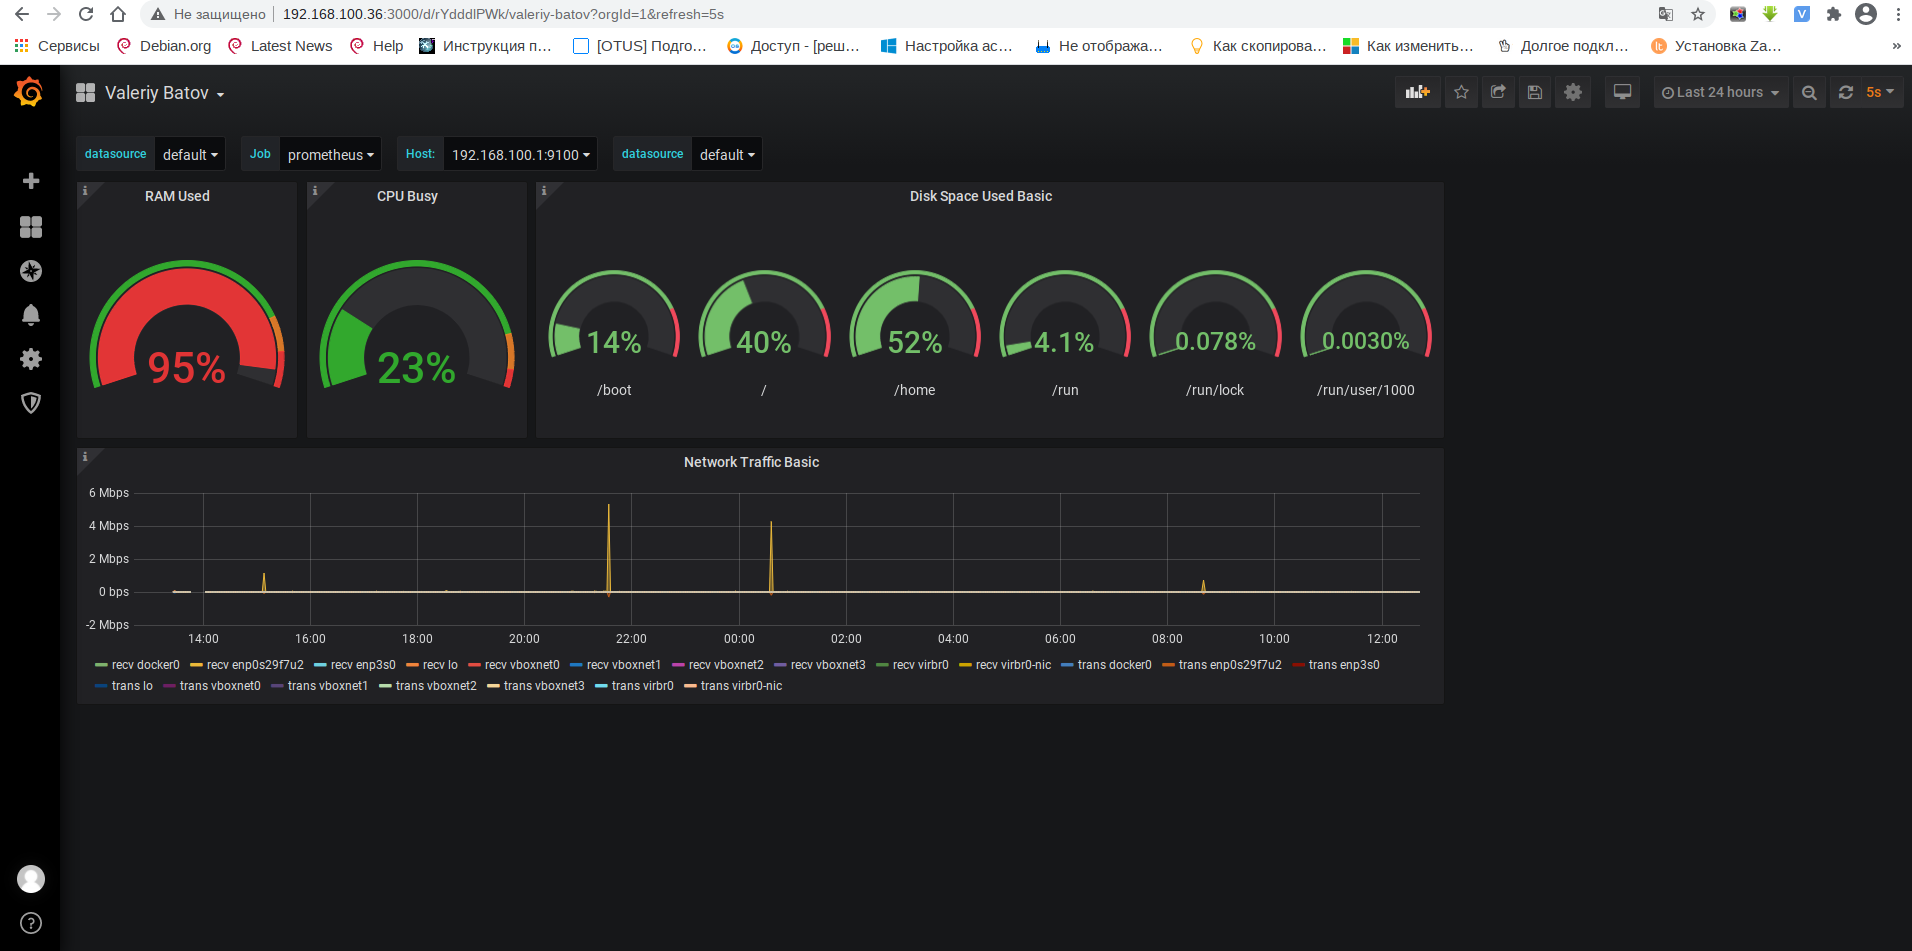 Не защищено 192.168.100.36:3000/d/rYdddlPWk/valeriy-batov?orgId=1&refresh=5s
Сервисы Debian.org Latest News Help Инструкция п… [OTUS] Подго… Доступ - [реш… Настройка ас… Не отобража… Как скопирова… Как изменить… Долгое подкл… Установка Za… »
Valeriy Batov Last 24 hours 5s
datasource default Job prometheus Host: 192.168.100.1:9100 datasource default
RAM Used
95%
CPU Busy
23%
Disk Space Used Basic
14% 40% 52% 4.1% 0.078% 0.0030%
/boot / /home /run /run/lock /run/user/1000
Network Traffic Basic
6 Mbps
4 Mbps
2 Mbps
0 bps
-2 Mbps
14:00 16:00 18:00 20:00 22:00 00:00 02:00 04:00 06:00 08:00 10:00 12:00
recv docker0 recv enp0s29f7u2 recv enp3s0 recv lo recv vboxnet0 recv vboxnet1 recv vboxnet2 recv vboxnet3 recv virbr0 recv virbr0-nic trans docker0 trans enp0s29f7u2 trans enp3s0
trans lo trans vboxnet0 trans vboxnet1 trans vboxnet2 trans vboxnet3 trans virbr0 trans virbr0-nic